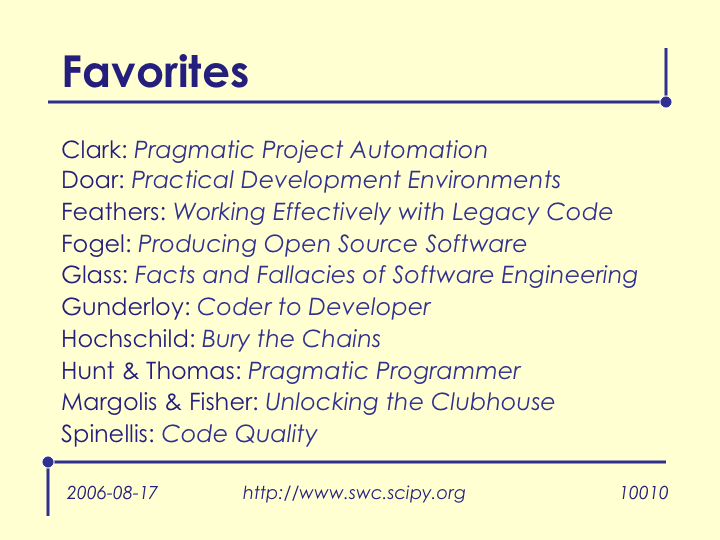 Favorites
Clark: Pragmatic Project Automation
Doar: Practical Development Environments
Feathers: Working Effectively with Legacy Code
Fogel: Producing Open Source Software
Glass: Facts and Fallacies of Software Engineering
Gunderloy: Coder to Developer
Hochschild: Bury the Chains
Hunt & Thomas: Pragmatic Programmer
Margolis & Fisher: Unlocking the Clubhouse
Spinellis: Code Quality
2006-08-17 http://www.swc.scipy.org 10010